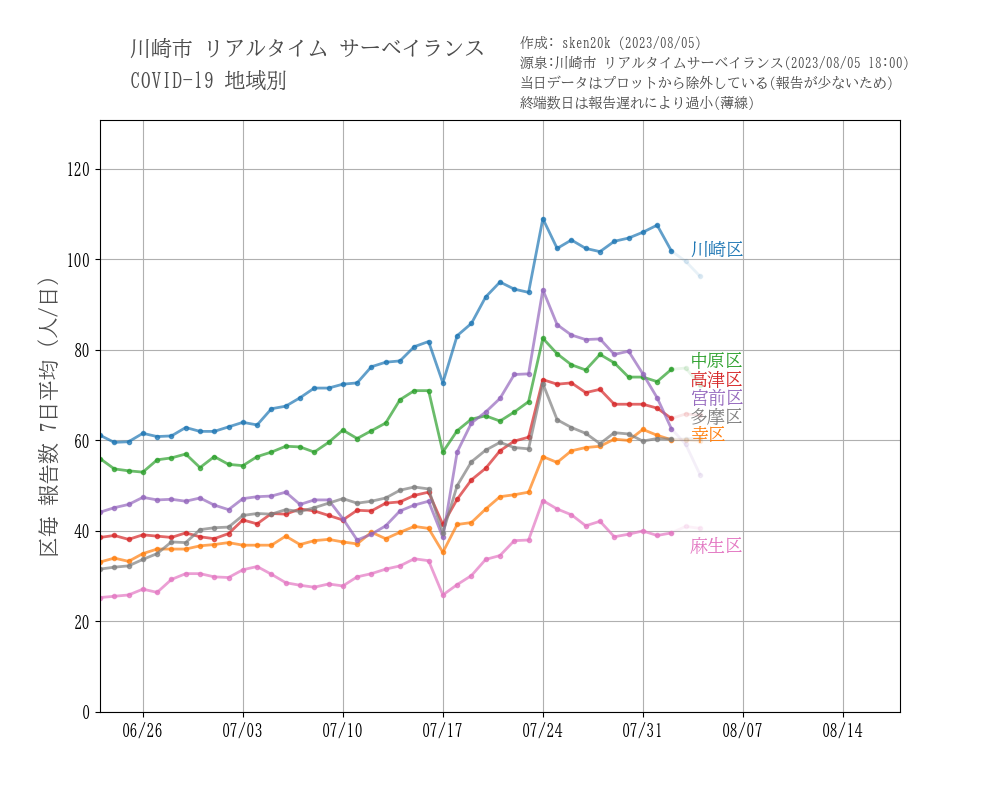 川崎市 リアルタイム サーベイランス
COVID-19 地域別
作成: sken20k (2023/08/05)
源泉:川崎市 リアルタイムサーベイランス(2023/08/05 18:00)
当日データはプロットから除外している(報告が少ないため)
終端数日は報告遅れにより過小(薄線)
区毎 報告数 7日平均 (人/日)
120
100
80
60
40
20
0
川崎区
中原区
高津区
宮前区
多摩区
幸区
麻生区
06/26
07/03
07/10
07/17
07/24
07/31
08/07
08/14